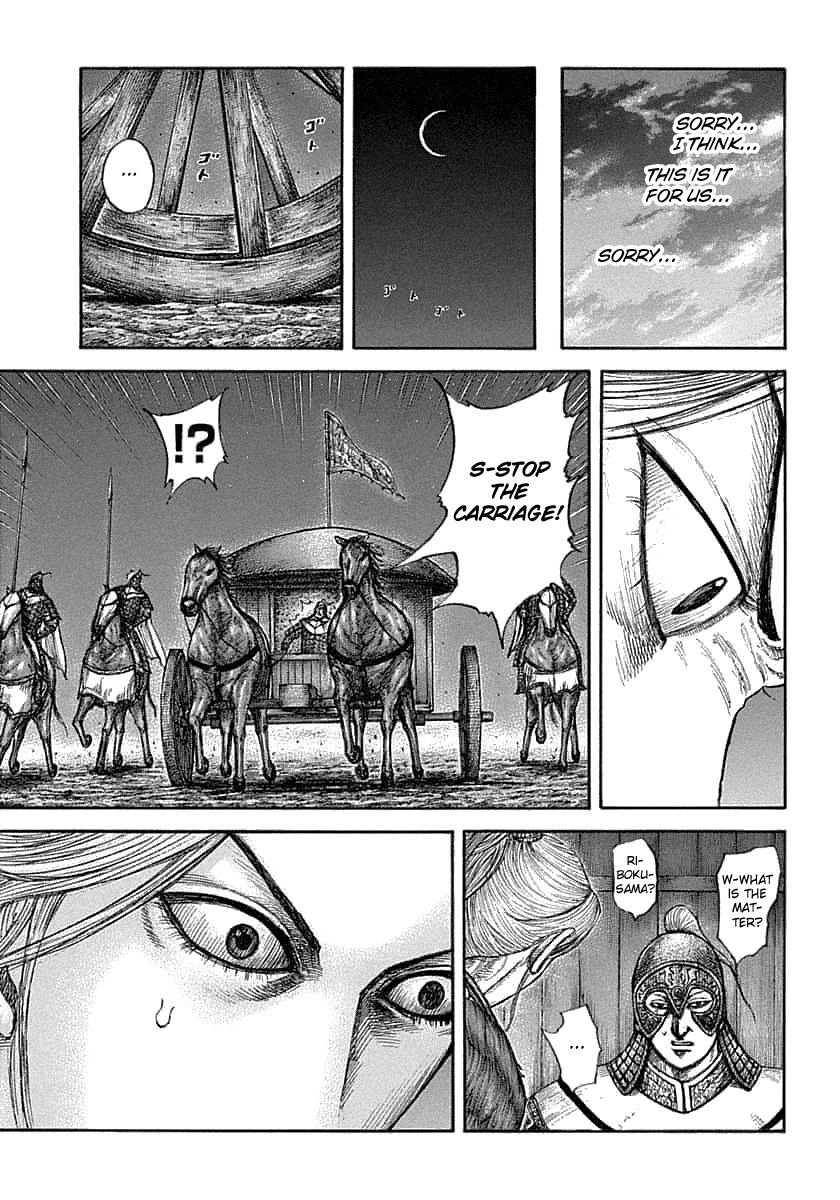 SORRY...
I THINK...
THIS IS IT
FOR US...
SORRY...
ゴト
ゴト
ゴト
ゴト
...
S-STOP
THE
CARRIAGE!
!?
W-WHAT
IS THE
MAT-
TER?
RI-
BOKU-
SAMA?
...